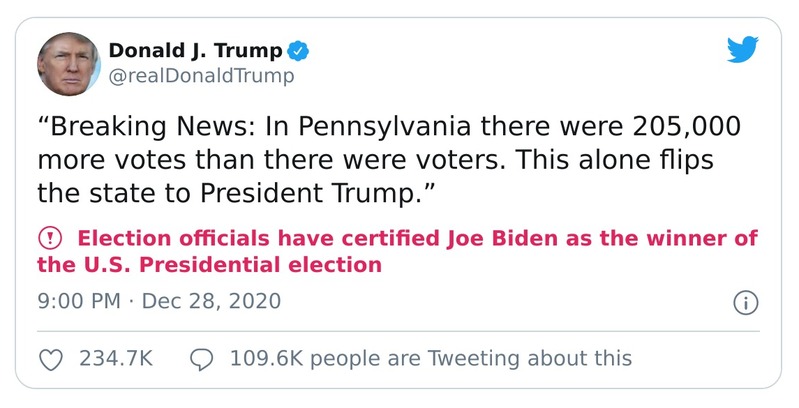 Donald J. Trump
@realDonaldTrump
“Breaking News: In Pennsylvania there were 205,000
more votes than there were voters. This alone flips
the state to President Trump.”
Election officials have certified Joe Biden as the winner of
the U.S. Presidential election
9:00 PM · Dec 28, 2020
234.7K 109.6K people are Tweeting about this